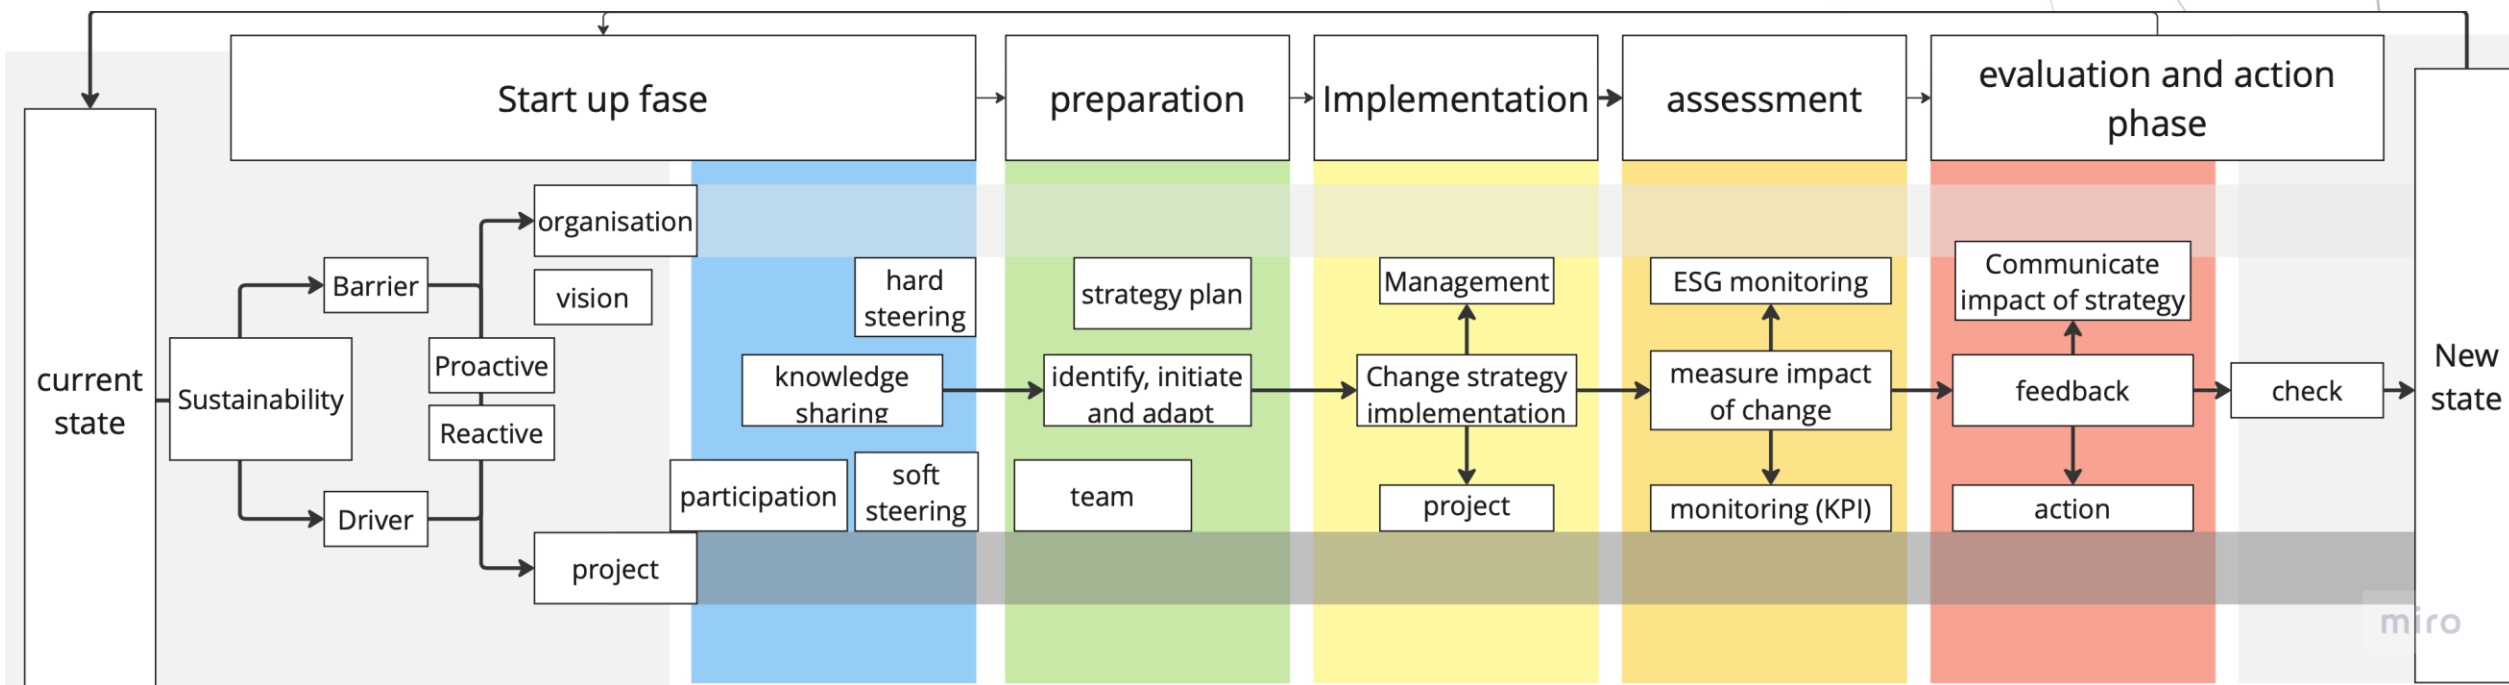 Start up fase
preparation
Implementation
assessment
evaluation and action
phase
current
state
Sustainability
Barrier
Driver
Proactive
Reactive
organisation
vision
project
hard
steering
knowledge
sharing
participation
soft
steering
strategy plan
identify, initiate
and adapt
team
Management
Change strategy
implementation
project
ESG monitoring
measure impact
of change
monitoring (KPI)
Communicate
impact of strategy
feedback
action
check
New
state
miro